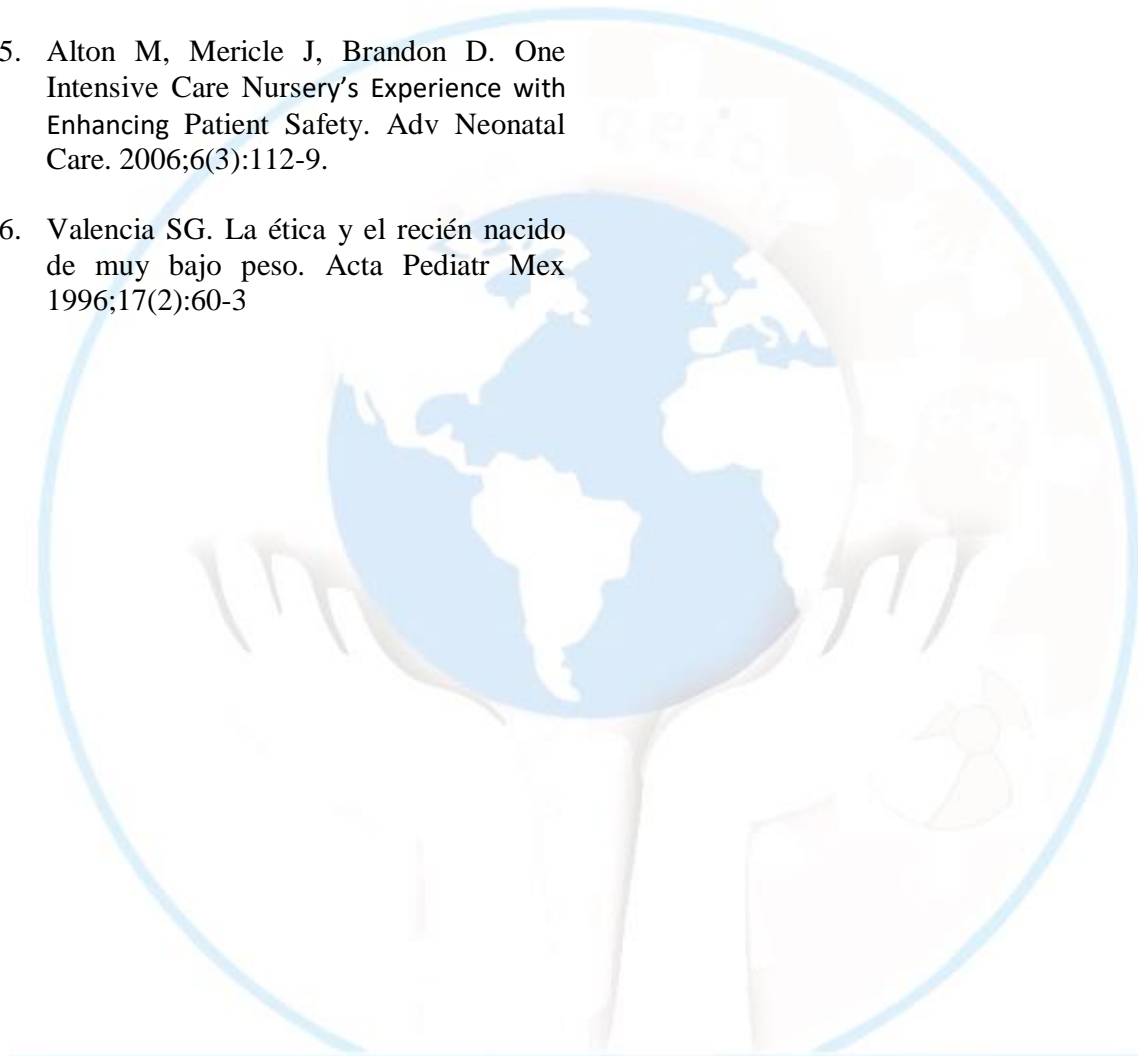 5. Alton M, Mericle J, Brandon D. One
Intensive Care Nursery's Experience with
Enhancing Patient Safety. Adv Neonatal
Care. 2006;6(3):112-9.
6. Valencia SG. La ética y el recién nacido
de muy bajo peso. Acta Pediatr Mex
1996;17(2):60-3